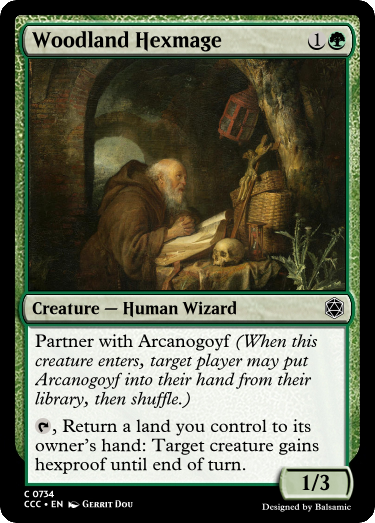 Woodland Hexmage 1
Creature — Human Wizard
Partner with Arcanogoyf (When this
creature enters, target player may put
Arcanogoyf into their hand from their
library, then shuffle.)
, Return a land you control to its
owner's hand: Target creature gains
hexproof until end of turn.
1/3
C 0734
CCC • EN Gerrit Dou
Designed by Balsamic